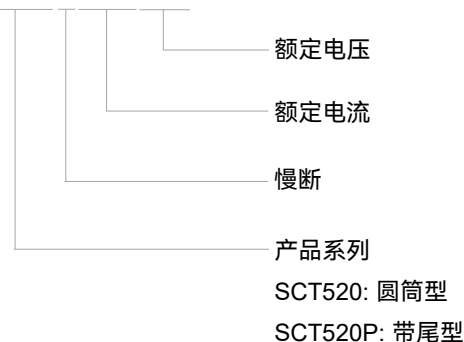 额定电压
额定电流
慢断
产品系列
SCT520: 圆筒型
SCT520P: 带尾型